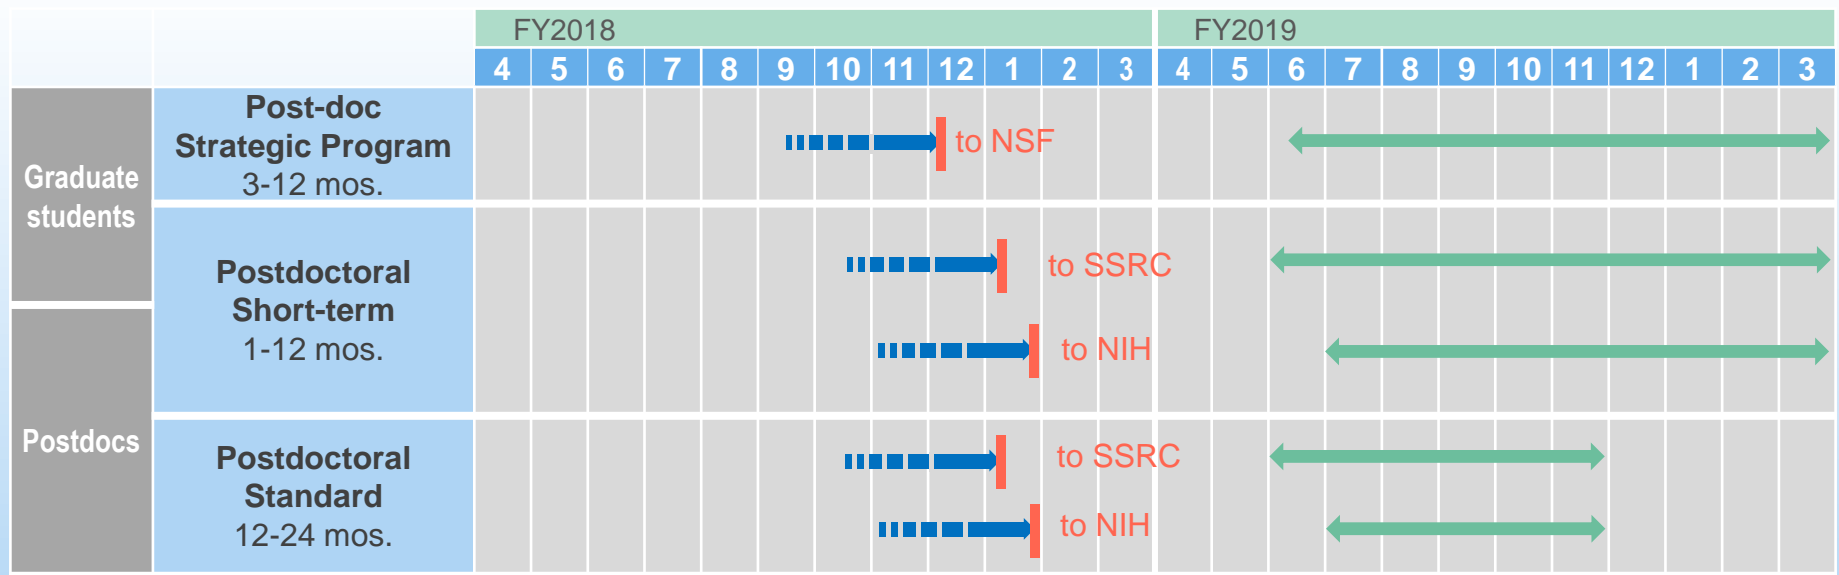 FY2018 FY2019
4 5 6 7 8 9 10 11 12 1 2 3 4 5 6 7 8 9 10 11 12 1 2 3
Graduate
students
Post-doc
Strategic Program
3-12 mos.
to NSF
Postdoctoral
Short-term
1-12 mos.
to SSRC
to NIH
Postdocs
Postdoctoral
Standard
12-24 mos.
to SSRC
to NIH